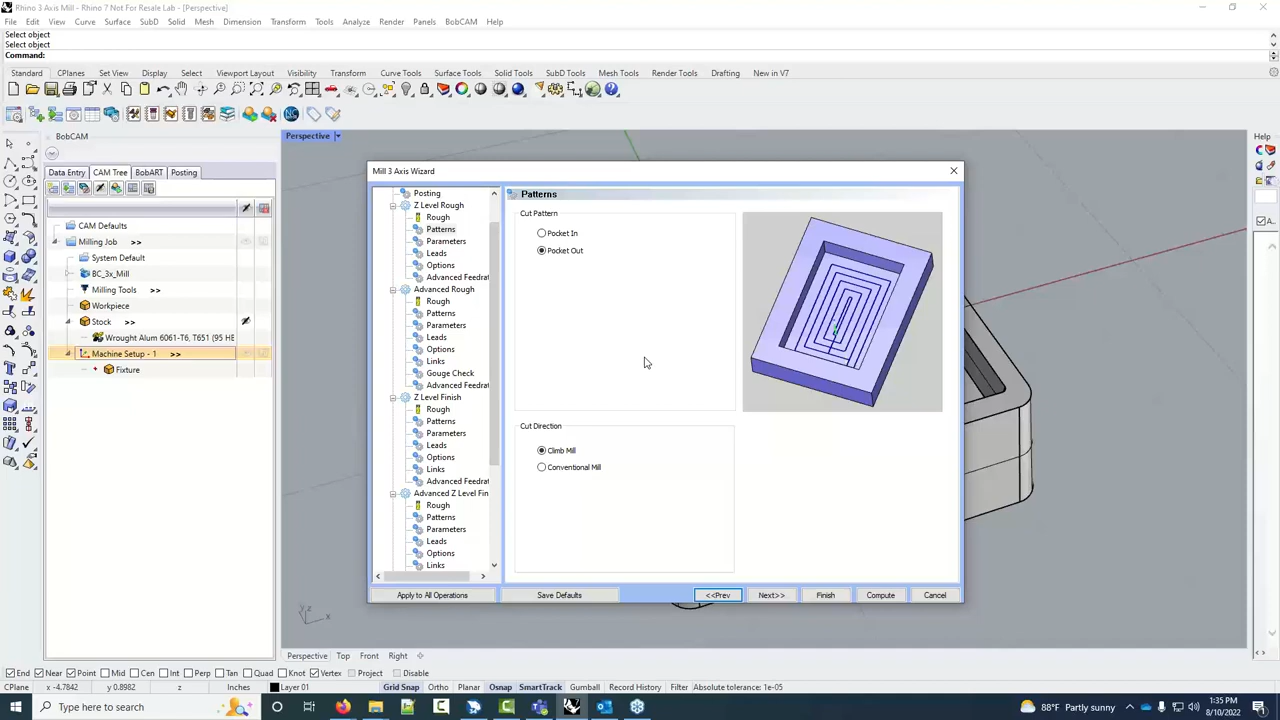 Rhino 3 Axis Mill - Rhino 7 Not For Resale Lab - [Perspective]
File Edit View Curve Surface SubD Solid Mesh Dimension Transform Tools Analyze Render Panels BobCAM Help
Select object
Select object
Command:
Standard CPlanes Set View Display Select Viewport Layout Visibility Transform Curve Tools Surface Tools Solid Tools SubD Tools Mesh Tools Render Tools Drafting New in V7
BobCAM
Data Entry CAM Tree BobART Posting
CAM Defaults
Milling Job >>
System Default
BC_3x_Mill
Milling Tools >>
Workpiece
Stock >>
Wrought Alum 6061-T6, T651 (95 HE
Machine Setup - 1 >>
Fixture
Perspective
Mill 3 Axis Wizard
Posting
Z Level Rough
Rough
Patterns
Parameters
Leads
Options
Advanced Feedrat
Advanced Rough
Rough
Patterns
Parameters
Leads
Options
Links
Gouge Check
Advanced Feedrat
Z Level Finish
Rough
Patterns
Parameters
Leads
Options
Links
Advanced Feedrat
Advanced Z Level Fin
Rough
Patterns
Parameters
Leads
Options
Links
Patterns
Cut Pattern
Pocket In
Pocket Out
Cut Direction
Climb Mill
Conventional Mill
Apply to All Operations Save Defaults <<Prev Next>> Finish Compute Cancel
Help
NC
z y x
Perspective Top Front Right
End Near Point Mid Cen Int Perp Tan Quad Knot Vertex Project Disable
CPlane x -4.7842 y 0.8982 z Inches Layer 01 Grid Snap Ortho Planar Osnap SmartTrack Gumball Record History Filter Absolute tolerance: 1e-05
Type here to search
88°F Partly sunny
1:35 PM
8/10/2022